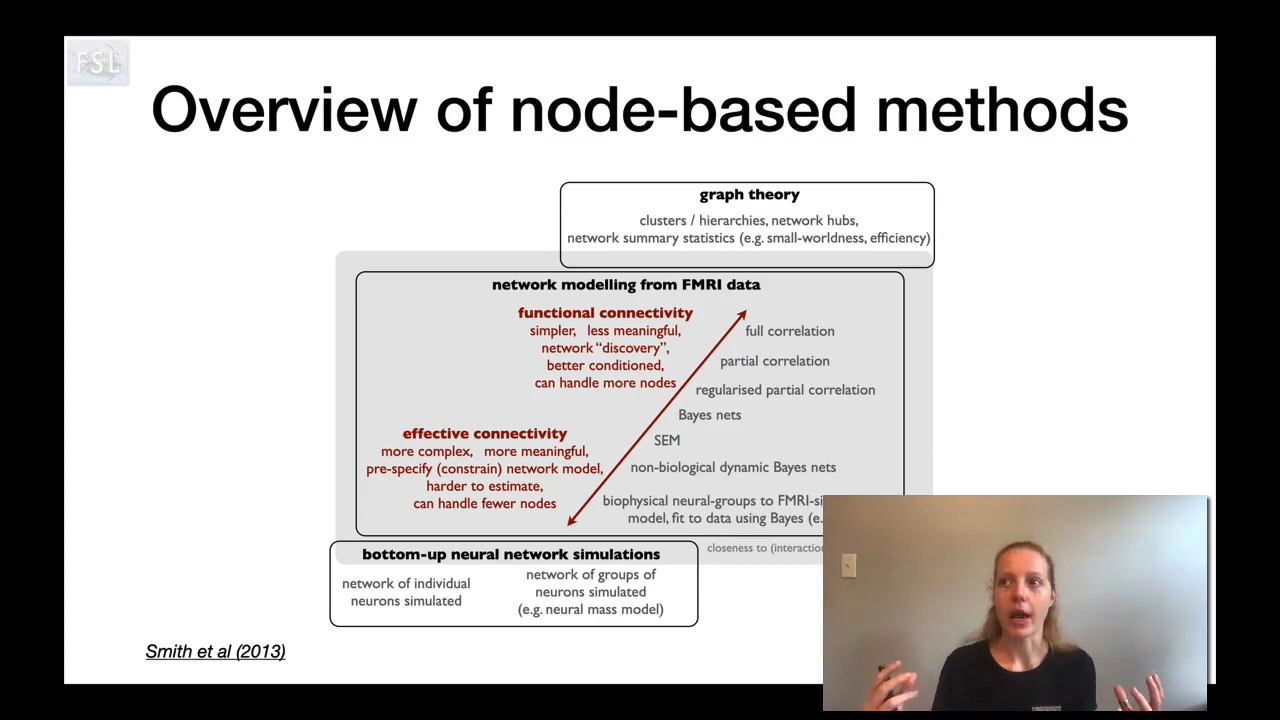 FSL
Overview of node-based methods
graph theory
clusters / hierarchies, network hubs,
network summary statistics (e.g. small-worldness, efficiency)
network modelling from FMRI data
functional connectivity
simpler, less meaningful,
network “discovery”,
better conditioned,
can handle more nodes
full correlation
partial correlation
regularised partial correlation
Bayes nets
SEM
non-biological dynamic Bayes nets
effective connectivity
more complex, more meaningful,
pre-specify (constrain) network model,
harder to estimate,
can handle fewer nodes
biophysical neural-groups to
model, fit to data using Bayes (e.
closeness to
bottom-up neural network simulations
network of individual
neurons simulated
network of groups of
neurons simulated
(e.g. neural mass model)
Smith et al (2013)